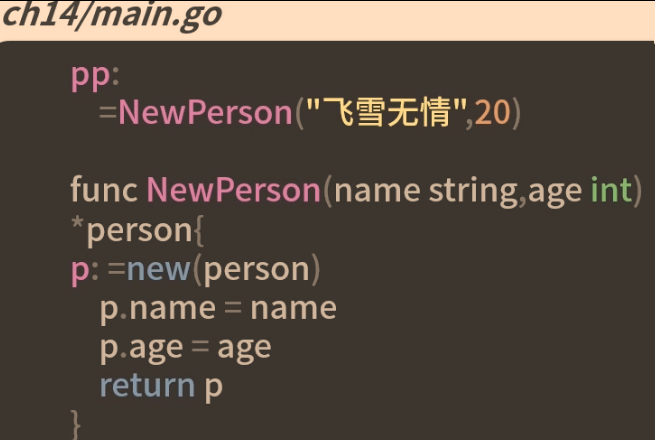 ch14/main.go
pp:
=NewPerson("飞雪无情",20)
func NewPerson(name string,age int)
*person{
p: =new(person)
p.name = name
p.age = age
return p
}